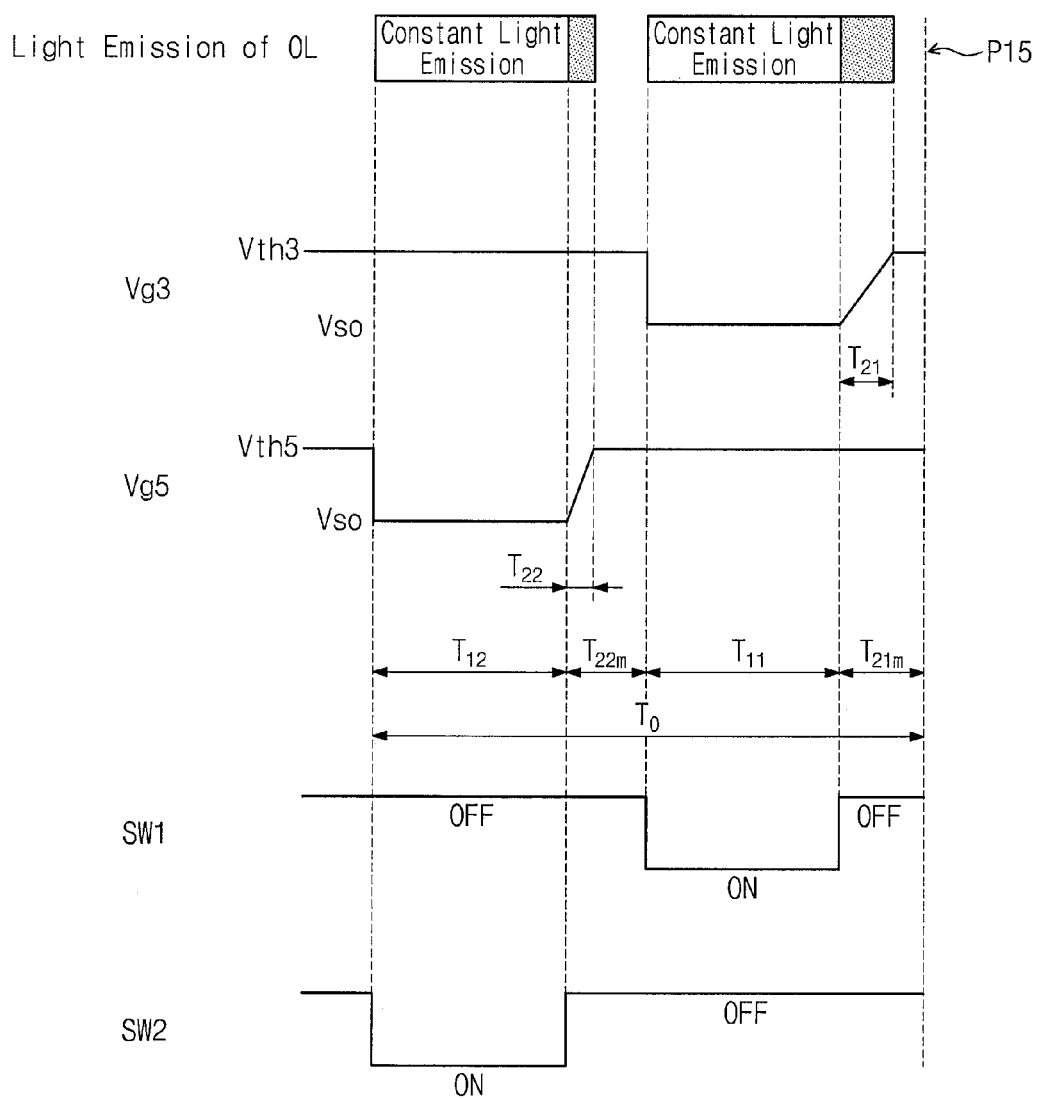 Light Emission of OL
Constant Light
Emission
Constant Light
Emission
P15
Vth3
Vg3
Vso
T21
Vth5
Vg5
Vso
T22
T12
T22m
T11
T21m
T0
SW1
OFF
ON
OFF
SW2
ON
OFF